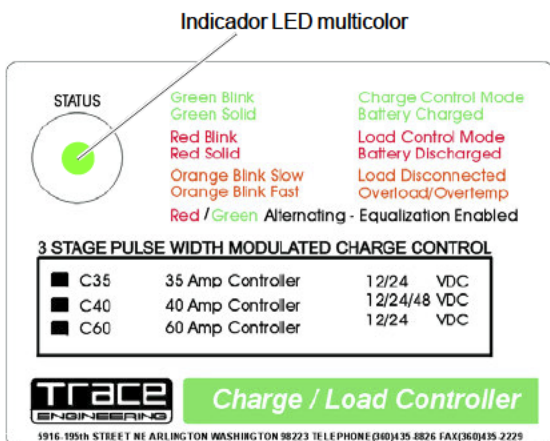 Indicador LED multicolor
STATUS
Green Blink Charge Control Mode
Green Solid Battery Charged
Red Blink Load Control Mode
Red Solid Battery Discharged
Orange Blink Slow Load Disconnected
Orange Blink Fast Overload/Overtemp
Red / Green Alternating - Equalization Enabled
3 STAGE PULSE WIDTH MODULATED CHARGE CONTROL
C35 35 Amp Controller 12/24 VDC
C40 40 Amp Controller 12/24/48 VDC
C60 60 Amp Controller 12/24 VDC
Trace
ENGINEERING
Charge / Load Controller
5916-195th STREET NE ARLINGTON WASHINGTON 98223 TELEPHONE(360)435-8826 FAX(360)435-2229